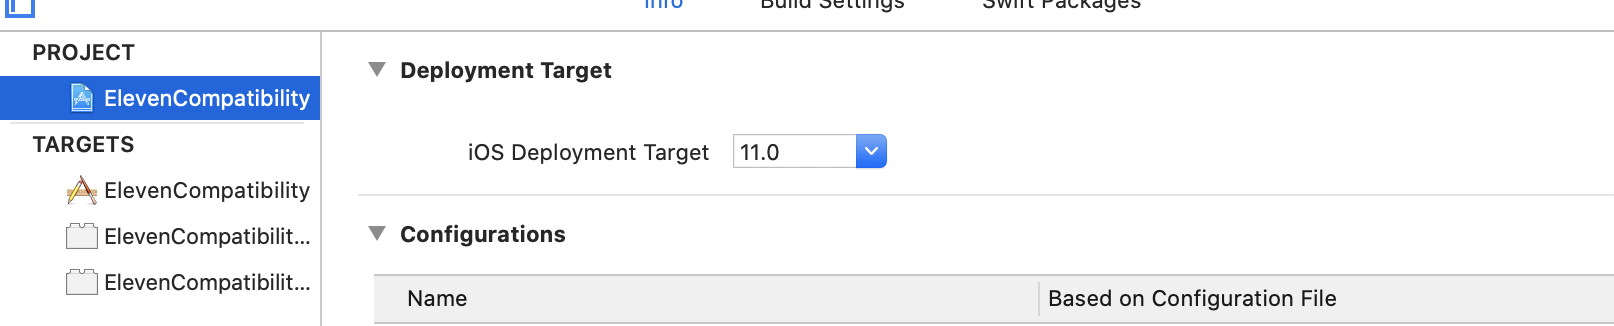 Info Build Settings Swift Packages
PROJECT
ElevenCompatibility
TARGETS
ElevenCompatibility
ElevenCompatibilit...
ElevenCompatibilit...
Deployment Target
iOS Deployment Target 11.0
Configurations
Name Based on Configuration File